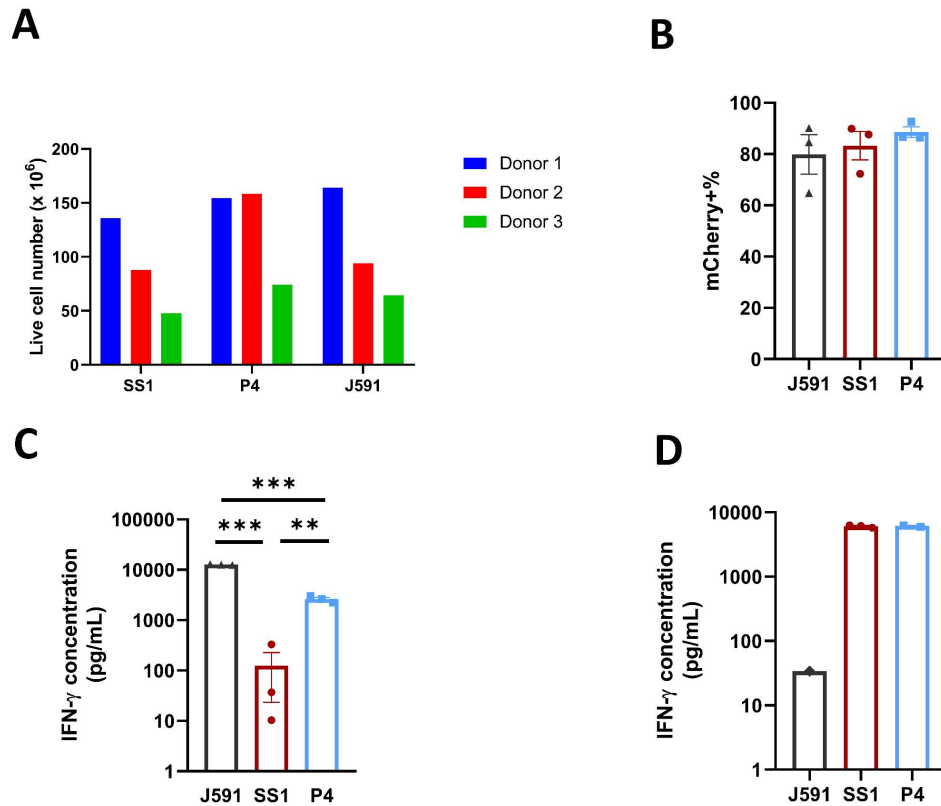 A
Live cell number (x 10⁶)
200
150
100
50
0
SS1 P4 J591
Donor 1
Donor 2
Donor 3
B
mCherry+%
100
80
60
40
20
0
J591 SS1 P4
C
IFN-γ concentration
(pg/mL)
100000
10000
1000
100
10
1
***
*** **
J591 SS1 P4
D
IFN-γ concentration
(pg/mL)
10000
1000
100
10
1
J591 SS1 P4